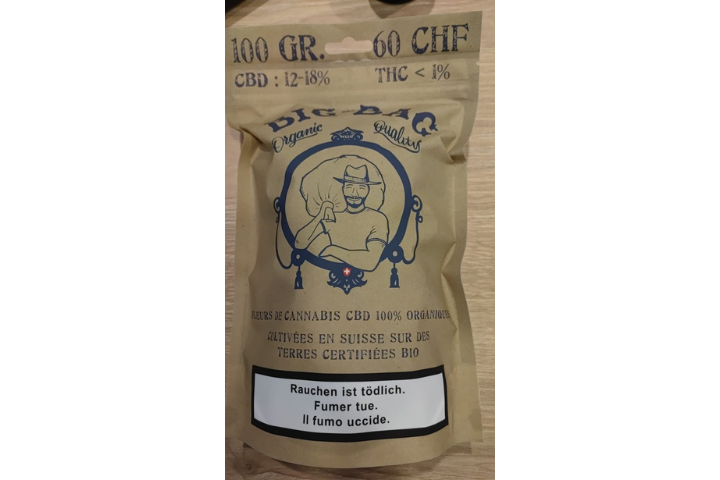 100 GR. 60 CHF
CBD : 12-18% THC < 1%
BIG-BAG
Organic Quality
FLEURS DE CANNABIS CBD 100% ORGANIQUE
CULTIVÉES EN SUISSE SUR DES
TERRES CERTIFIÉES BIO
Rauchen ist tödlich.
Fumer tue.
Il fumo uccide.